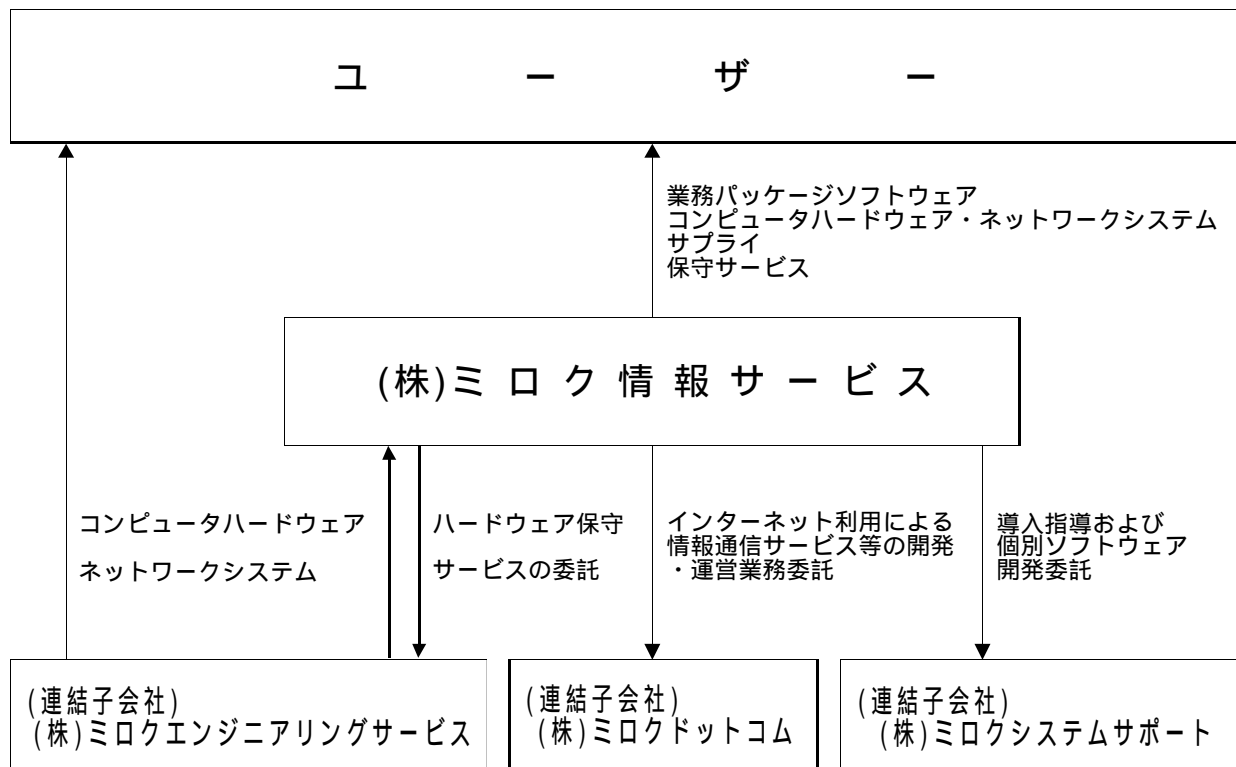 ユーザー
業務パッケージソフトウェア
コンピュータハードウェア・ネットワークシステム
サプライ
保守サービス
(株)ミロク情報サービス
コンピュータハードウェア
ネットワークシステム
ハードウェア保守
サービスの委託
インターネット利用による
情報通信サービス等の開発
・運営業務委託
導入指導および
個別ソフトウェア
開発委託
(連結子会社)
(株)ミロクエンジニアリングサービス
(連結子会社)
(株)ミロクドットコム
(連結子会社)
(株)ミロクシステムサポート